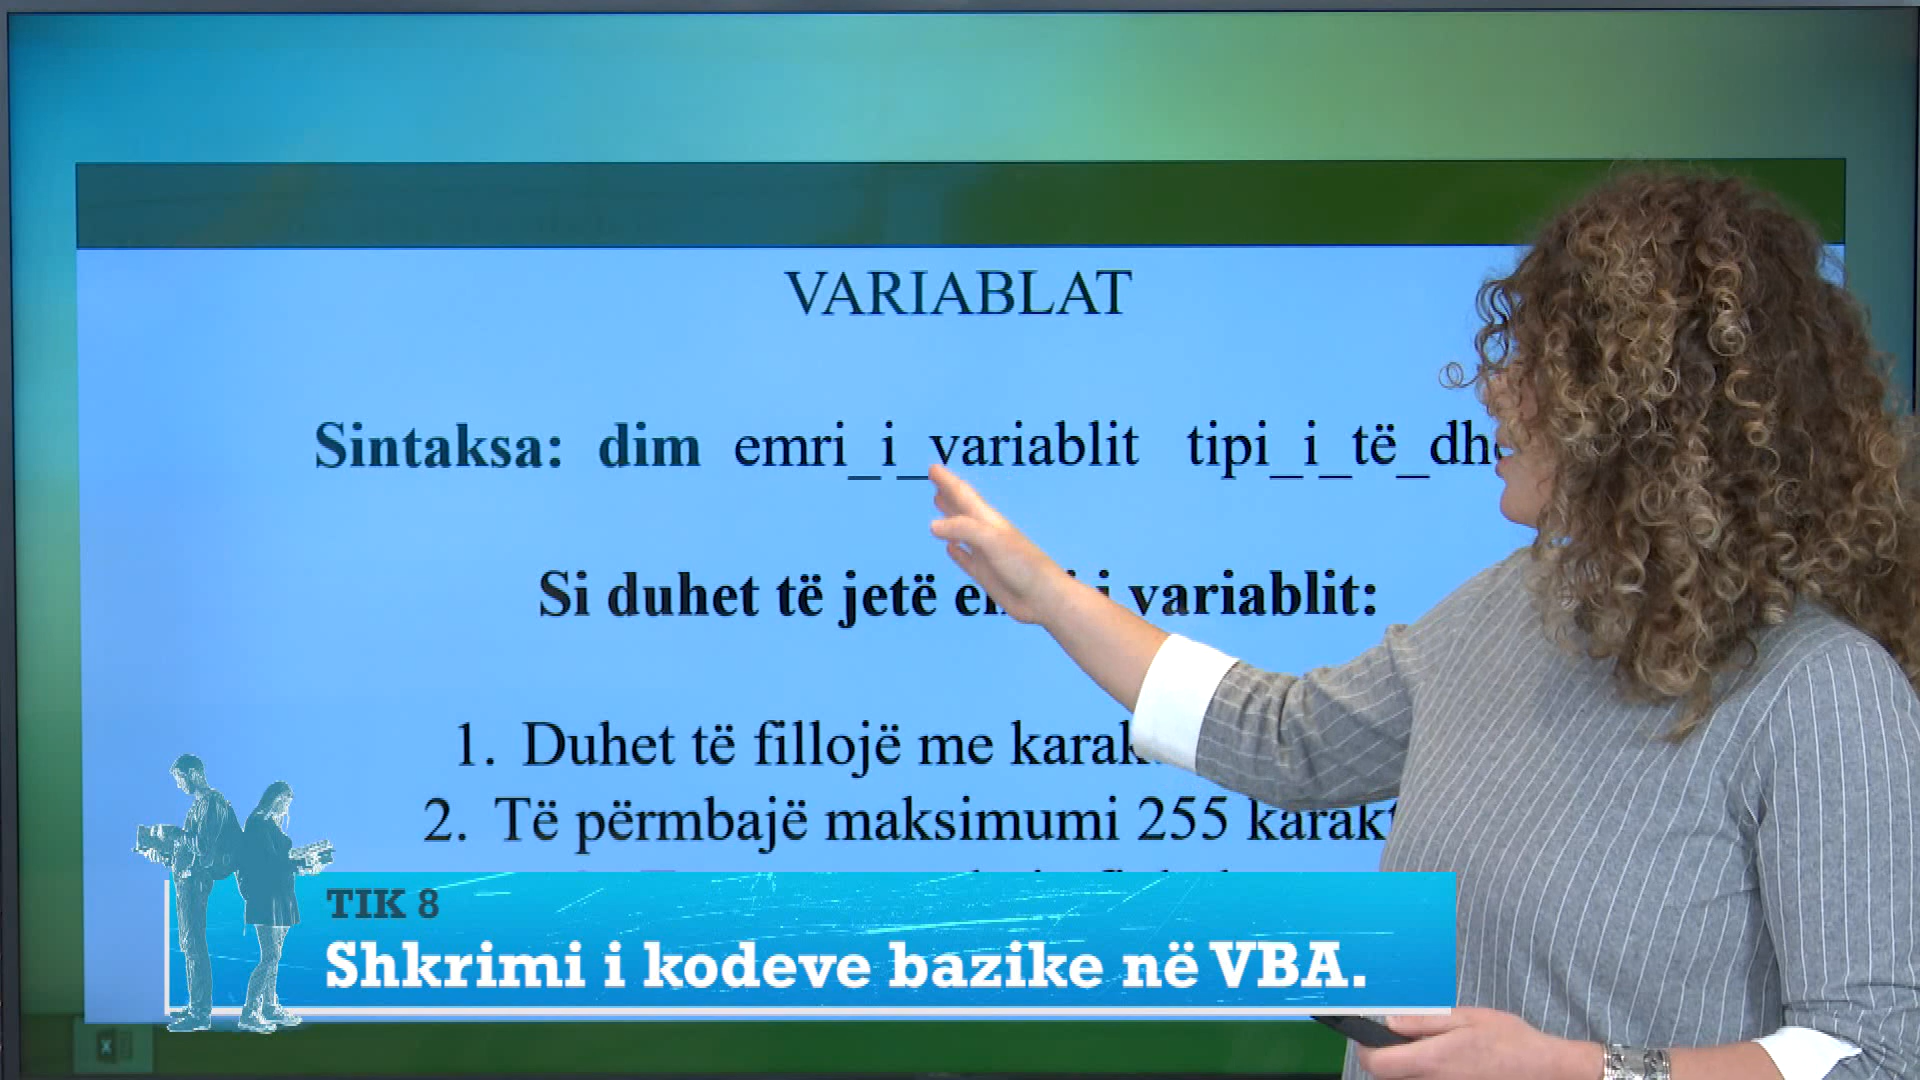 VARIABLAT
Sintaksa: dim emri_i_variablit tipi_i_të_dh
Si duhet të jetë e i variablit:
1. Duhet të fillojë me karak
2. Të përmbajë maksimumi 255 karakt
TIK 8
Shkrimi i kodeve bazike në VBA.